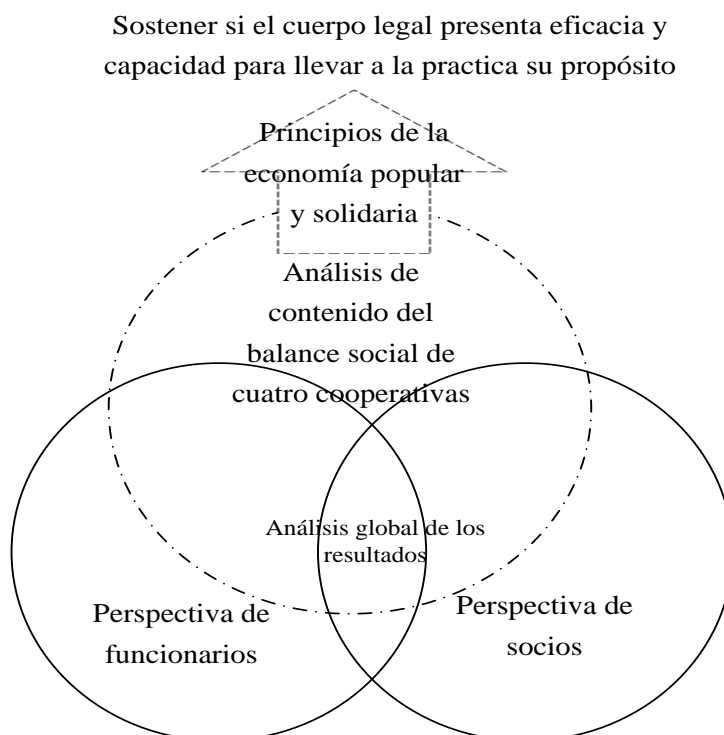 Sostener si el cuerpo legal presenta eficacia y
capacidad para llevar a la practica su propósito
Principios de la
economía popular
y solidaria
Análisis de
contenido del
balance social de
cuatro cooperativas
Análisis global de los
resultados
Perspectiva de
funcionarios
Perspectiva de
socios